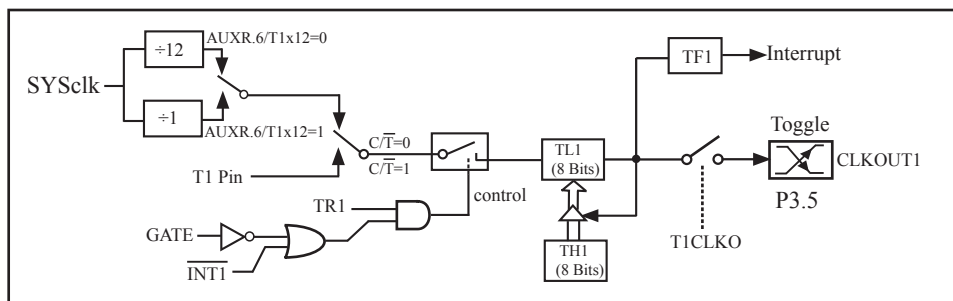 AUXR.6/T1x12=0
÷12
SYSclk
÷1
AUXR.6/T1x12=1
T1 Pin
C/T̅=0
C/T̅=1
TR1
GATE
I̅N̅T̅1̅
control
TL1
(8 Bits)
TH1
(8 Bits)
TF1
Interrupt
Toggle
CLKOUT1
P3.5
T1CLKO